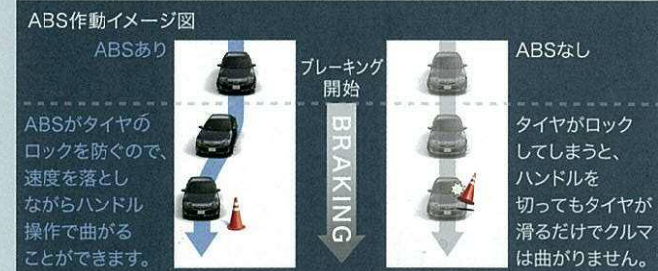 ABS作動イメージ図
ABSあり
ABSがタイヤの
ロックを防ぐので、
速度を落とし
ながらハンドル
操作で曲がる
ことができます。
ブレーキング
開始
BRAKING
ABSなし
タイヤがロック
してしまうと、
ハンドルを
切ってもタイヤが
滑るだけでクルマ
は曲がりません。